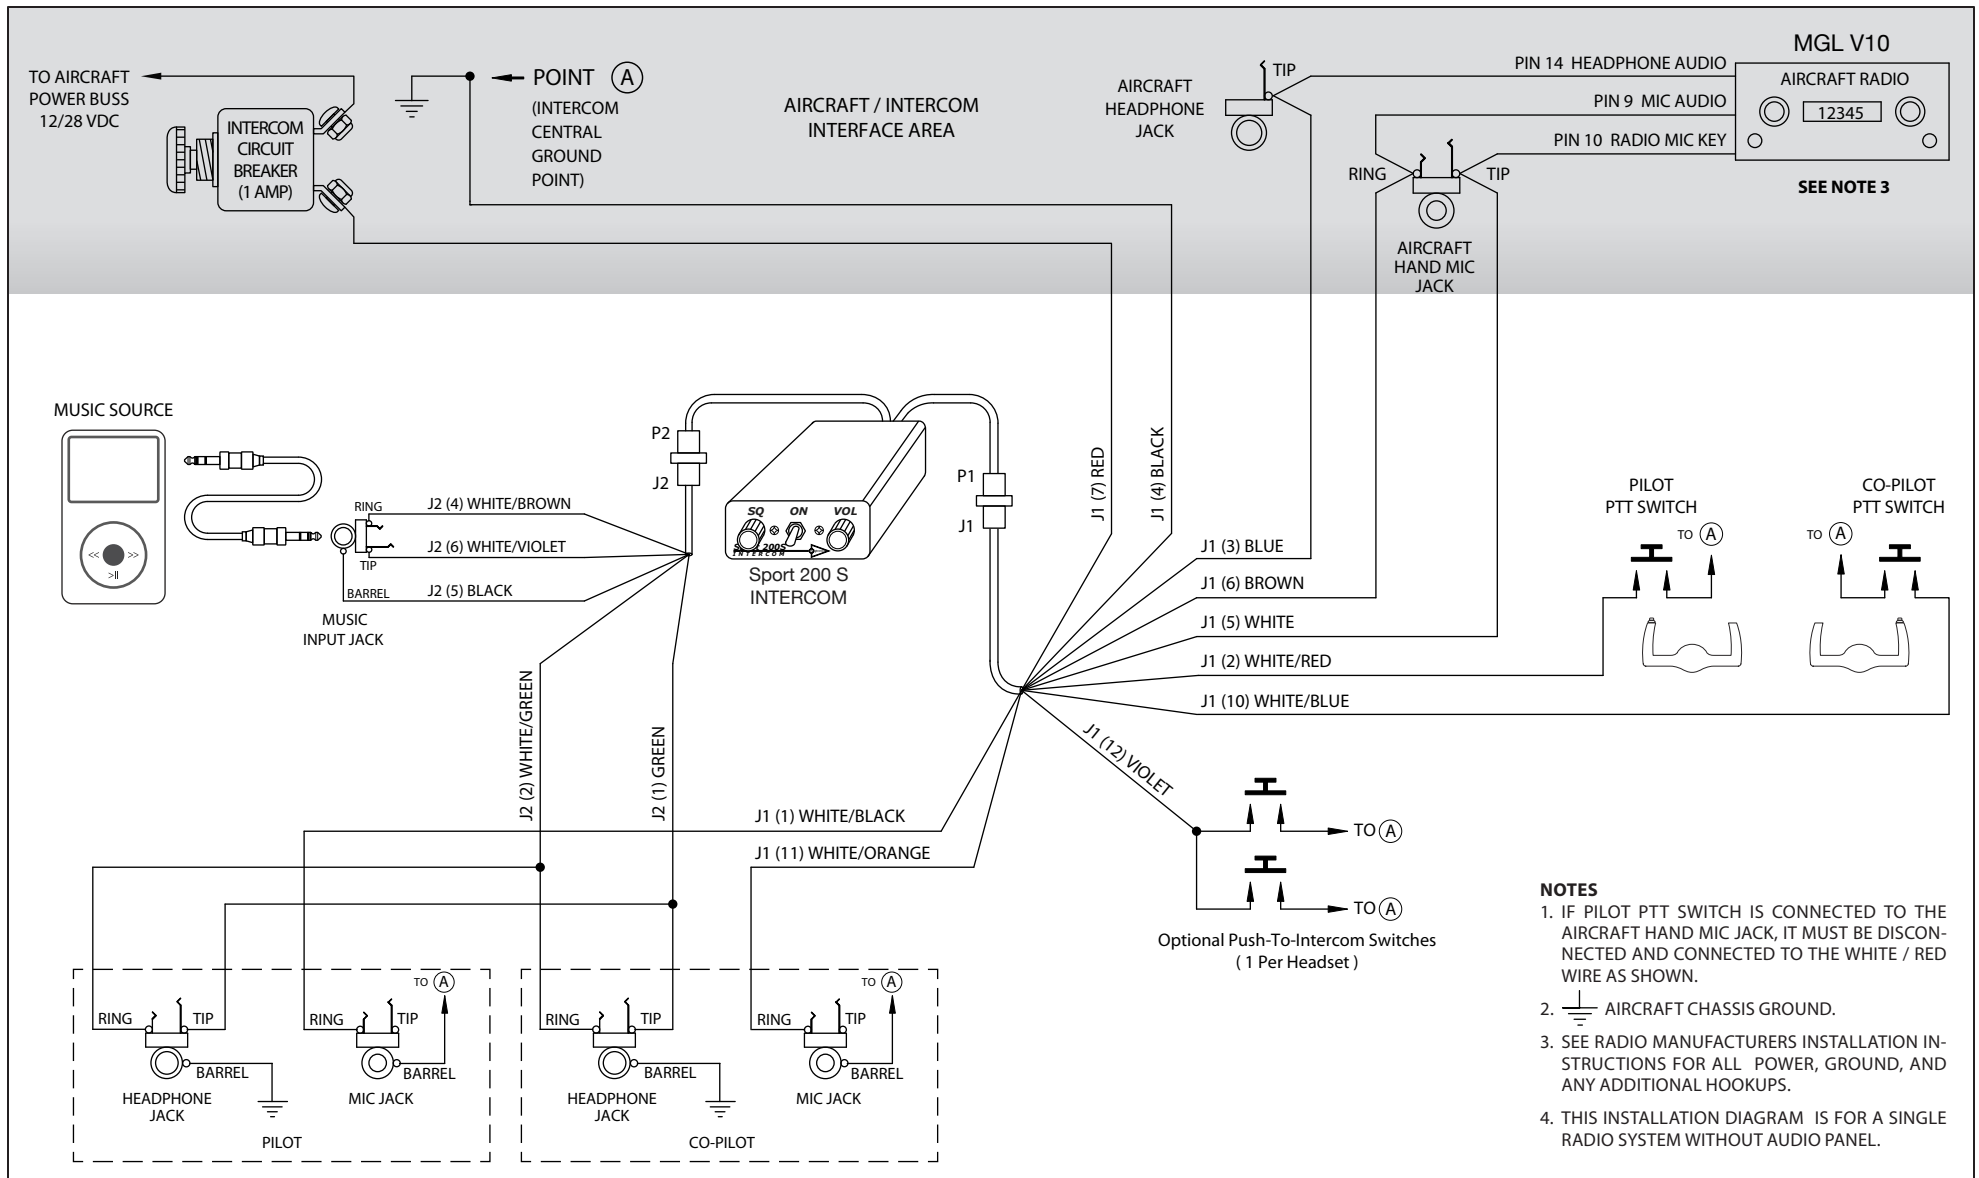 TO AIRCRAFT
POWER BUSS
12/28 VDC
INTERCOM
CIRCUIT
BREAKER
(1 AMP)
POINT A
(INTERCOM
CENTRAL
GROUND
POINT)
AIRCRAFT / INTERCOM
INTERFACE AREA
AIRCRAFT
HEADPHONE
JACK
TIP
PIN 14 HEADPHONE AUDIO
PIN 9 MIC AUDIO
PIN 10 RADIO MIC KEY
MGL V10
AIRCRAFT RADIO
12345
SEE NOTE 3
RING
TIP
AIRCRAFT
HAND MIC
JACK
MUSIC SOURCE
<< >>
>II
RING
TIP
BARREL
MUSIC
INPUT JACK
J2 (4) WHITE/BROWN
J2 (6) WHITE/VIOLET
J2 (5) BLACK
P2
J2
SQ ON VOL
200S
INTERCOM
Sport 200 S
INTERCOM
P1
J1
J1 (7) RED
J1 (4) BLACK
J1 (3) BLUE
J1 (6) BROWN
J1 (5) WHITE
J1 (2) WHITE/RED
J1 (10) WHITE/BLUE
PILOT
PTT SWITCH
TO A
CO-PILOT
PTT SWITCH
TO A
J2 (2) WHITE/GREEN
J2 (1) GREEN
J1 (1) WHITE/BLACK
J1 (11) WHITE/ORANGE
J1 (12) VIOLET
TO A
TO A
Optional Push-To-Intercom Switches
( 1 Per Headset )
RING
TIP
BARREL
HEADPHONE
JACK
RING
TIP
TO A
BARREL
MIC JACK
PILOT
RING
TIP
BARREL
HEADPHONE
JACK
RING
TIP
TO A
BARREL
MIC JACK
CO-PILOT
NOTES
1. IF PILOT PTT SWITCH IS CONNECTED TO THE
AIRCRAFT HAND MIC JACK, IT MUST BE DISCON-
NECTED AND CONNECTED TO THE WHITE / RED
WIRE AS SHOWN.
2. AIRCRAFT CHASSIS GROUND.
3. SEE RADIO MANUFACTURERS INSTALLATION IN-
STRUCTIONS FOR ALL POWER, GROUND, AND
ANY ADDITIONAL HOOKUPS.
4. THIS INSTALLATION DIAGRAM IS FOR A SINGLE
RADIO SYSTEM WITHOUT AUDIO PANEL.